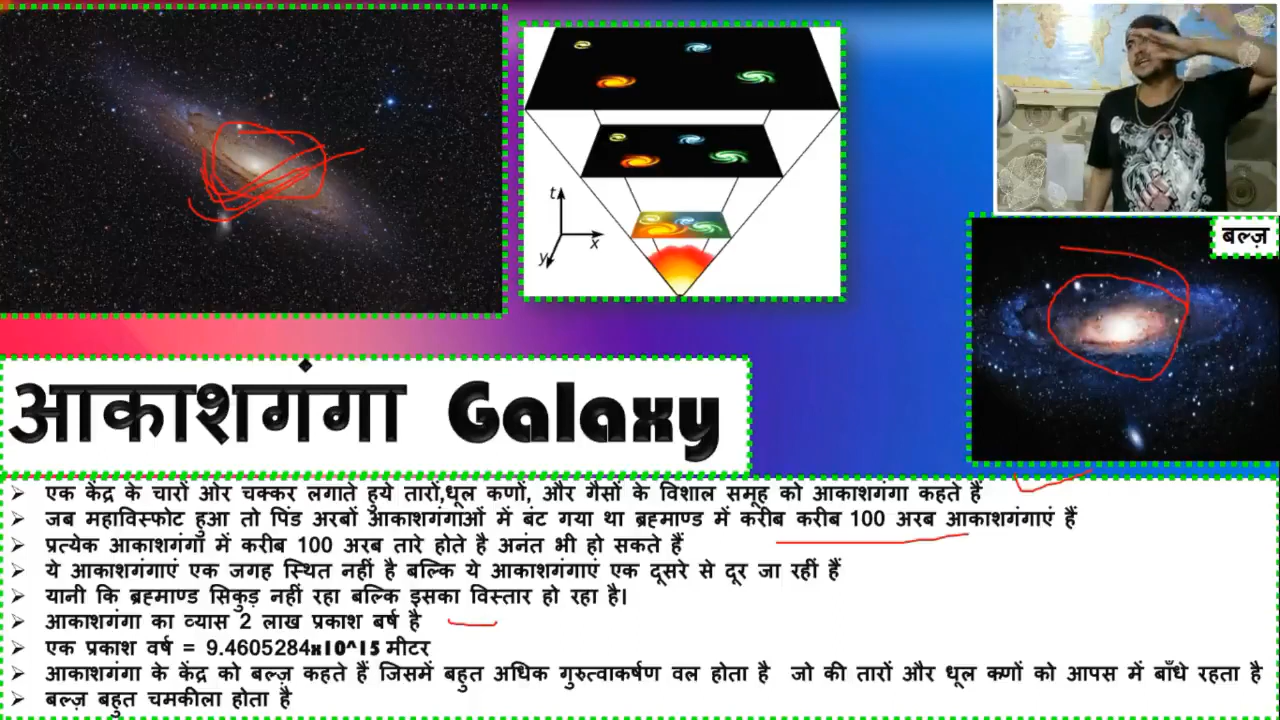 t
x
y
बल्ज़
आकाशगंगा Galaxy
➢ एक केंद्र के चारों ओर चक्कर लगाते हुये तारों,धूल कणों, और गैसों के विशाल समूह को आकाशगंगा कहते हैं
➢ जब महाविस्फोट हुआ तो पिंड अरबों आकाशगंगाओं में बंट गया था ब्रह्माण्ड में करीब करीब 100 अरब आकाशगंगाएं हैं
➢ प्रत्येक आकाशगंगा में करीब 100 अरब तारे होते है अनंत भी हो सकते हैं
➢ ये आकाशगंगाएं एक जगह स्थित नहीं है बल्कि ये आकाशगंगाएं एक दूसरे से दूर जा रहीं हैं
➢ यानी कि ब्रह्माण्ड सिकुड़ नहीं रहा बल्कि इसका विस्तार हो रहा है।
➢ आकाशगंगा का व्यास 2 लाख प्रकाश बर्ष है
➢ एक प्रकाश वर्ष = 9.4605284x10^15 मीटर
➢ आकाशगंगा के केंद्र को बल्ज़ कहते हैं जिसमें बहुत अधिक गुरुत्वाकर्षण वल होता है जो की तारों और धूल कणों को आपस में बाँधे रहता है
➢ बल्ज़ बहुत चमकीला होता है